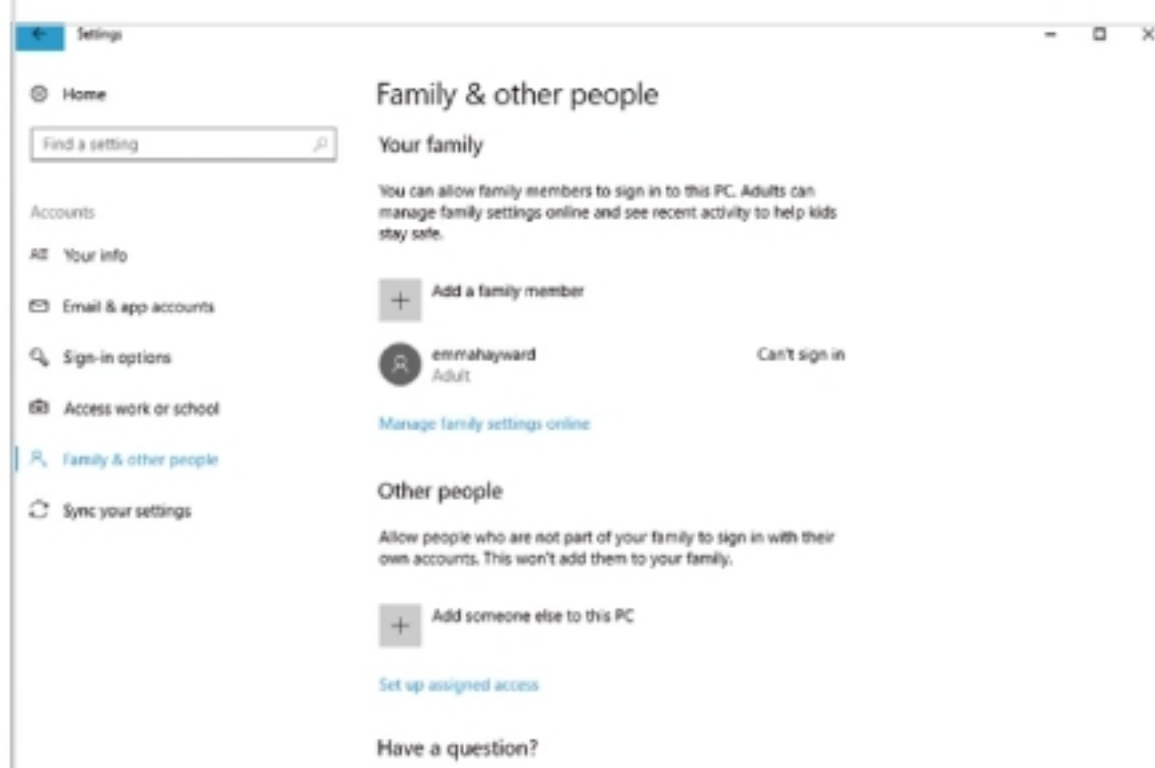 Settings
Home
Find a setting
Accounts
Your info
Email & app accounts
Sign-in options
Access work or school
Family & other people
Sync your settings
Family & other people
Your family
You can allow family members to sign in to this PC. Adults can
manage family settings online and see recent activity to help kids
stay safe.
Add a family member
emmahayward
Can't sign in
Adult
Manage family settings online
Other people
Allow people who are not part of your family to sign in with their
own accounts. This won't add them to your family.
Add someone else to this PC
Set up assigned access
Have a question?